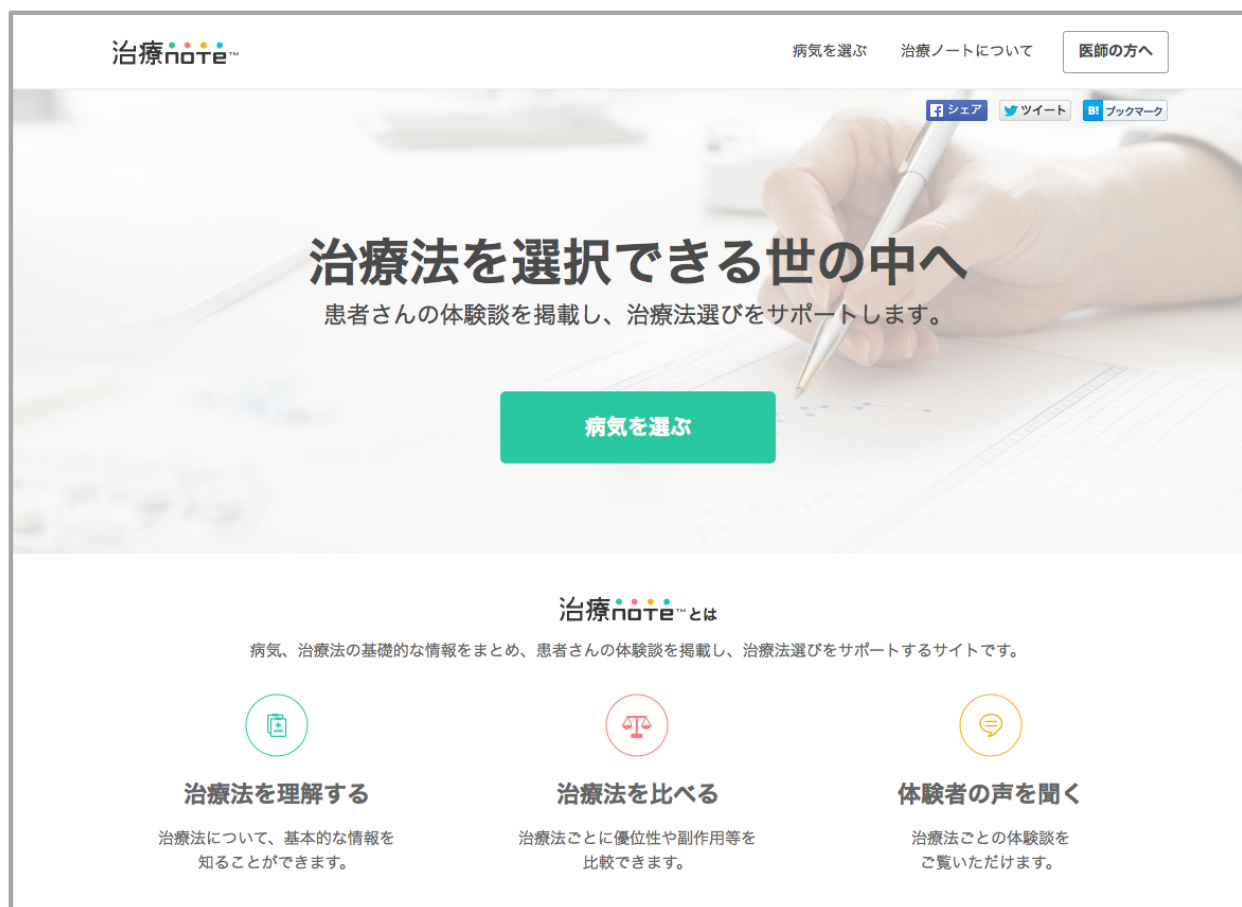 治療note™
病気を選ぶ 治療ノートについて 医師の方へ
シェア ツイート B! ブックマーク
治療法を選択できる世の中へ
患者さんの体験談を掲載し、治療法選びをサポートします。
病気を選ぶ
治療note™とは
病気、治療法の基礎的な情報をまとめ、患者さんの体験談を掲載し、治療法選びをサポートするサイトです。
治療法を理解する
治療法について、基本的な情報を
知ることができます。
治療法を比べる
治療法ごとに優位性や副作用等を
比較できます。
体験者の声を聞く
治療法ごとの体験談を
ご覧いただけます。